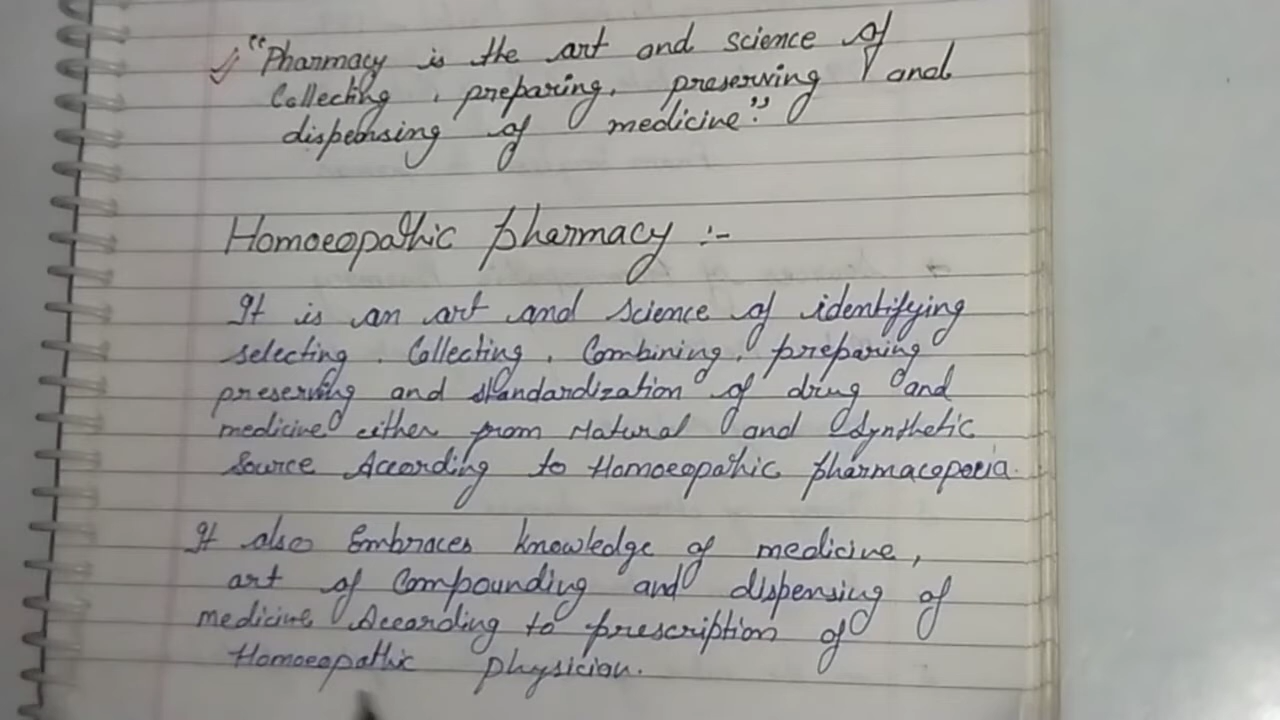 "Pharmacy is the art and science of
Collecting, preparing, preserving and
dispensing of medicine."
Homoeopathic pharmacy :-
It is an art and science of identifying
selecting, Collecting, Combining, preparing
preserving and standardization of drug and
medicine either from Natural and Synthetic
Source According to Homoeopathic pharmacopoeia.
It also Embraces knowledge of medicine,
art of Compounding and dispensing of
medicine According to prescription of
Homoeopathic physician.